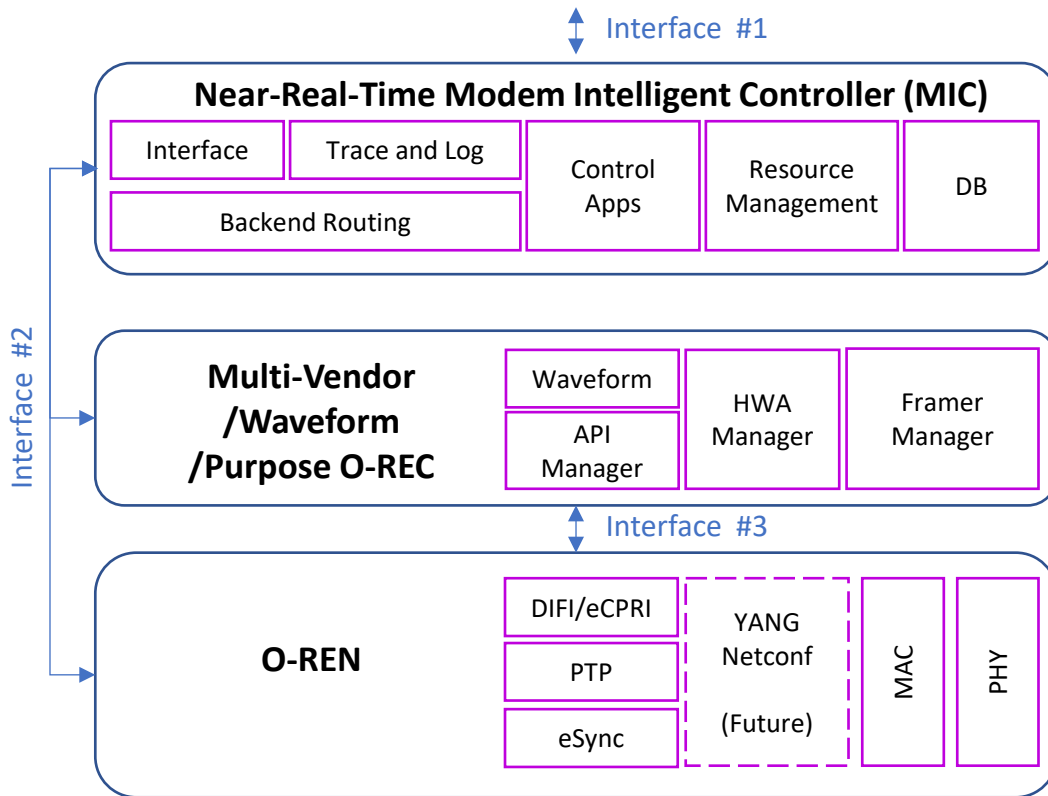 Interface #1
Near-Real-Time Modem Intelligent Controller (MIC)
Interface
Trace and Log
Backend Routing
Control
Apps
Resource
Management
DB
Interface #2
Multi-Vendor
/Waveform
/Purpose O-REC
Waveform
API
Manager
HWA
Manager
Framer
Manager
Interface #3
O-REN
DIFI/eCPRI
PTP
eSync
YANG
Netconf
(Future)
MAC
PHY